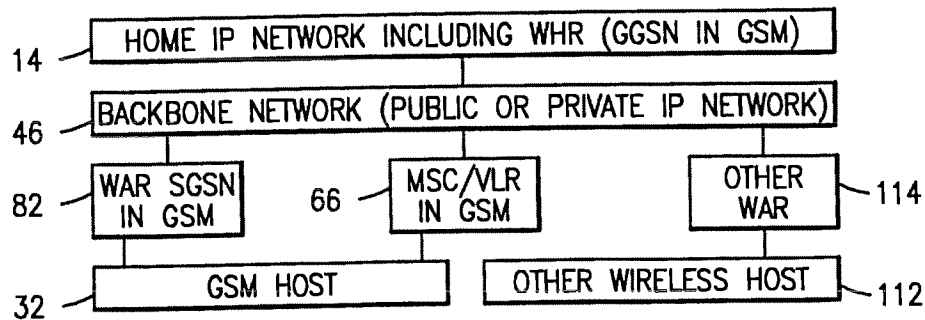 HOME IP NETWORK INCLUDING WHR (GGSN IN GSM)
14
BACKBONE NETWORK (PUBLIC OR PRIVATE IP NETWORK)
46
WAR SGSN
IN GSM
82
MSC/VLR
IN GSM
66
OTHER
WAR
114
GSM HOST
32
OTHER WIRELESS HOST
112